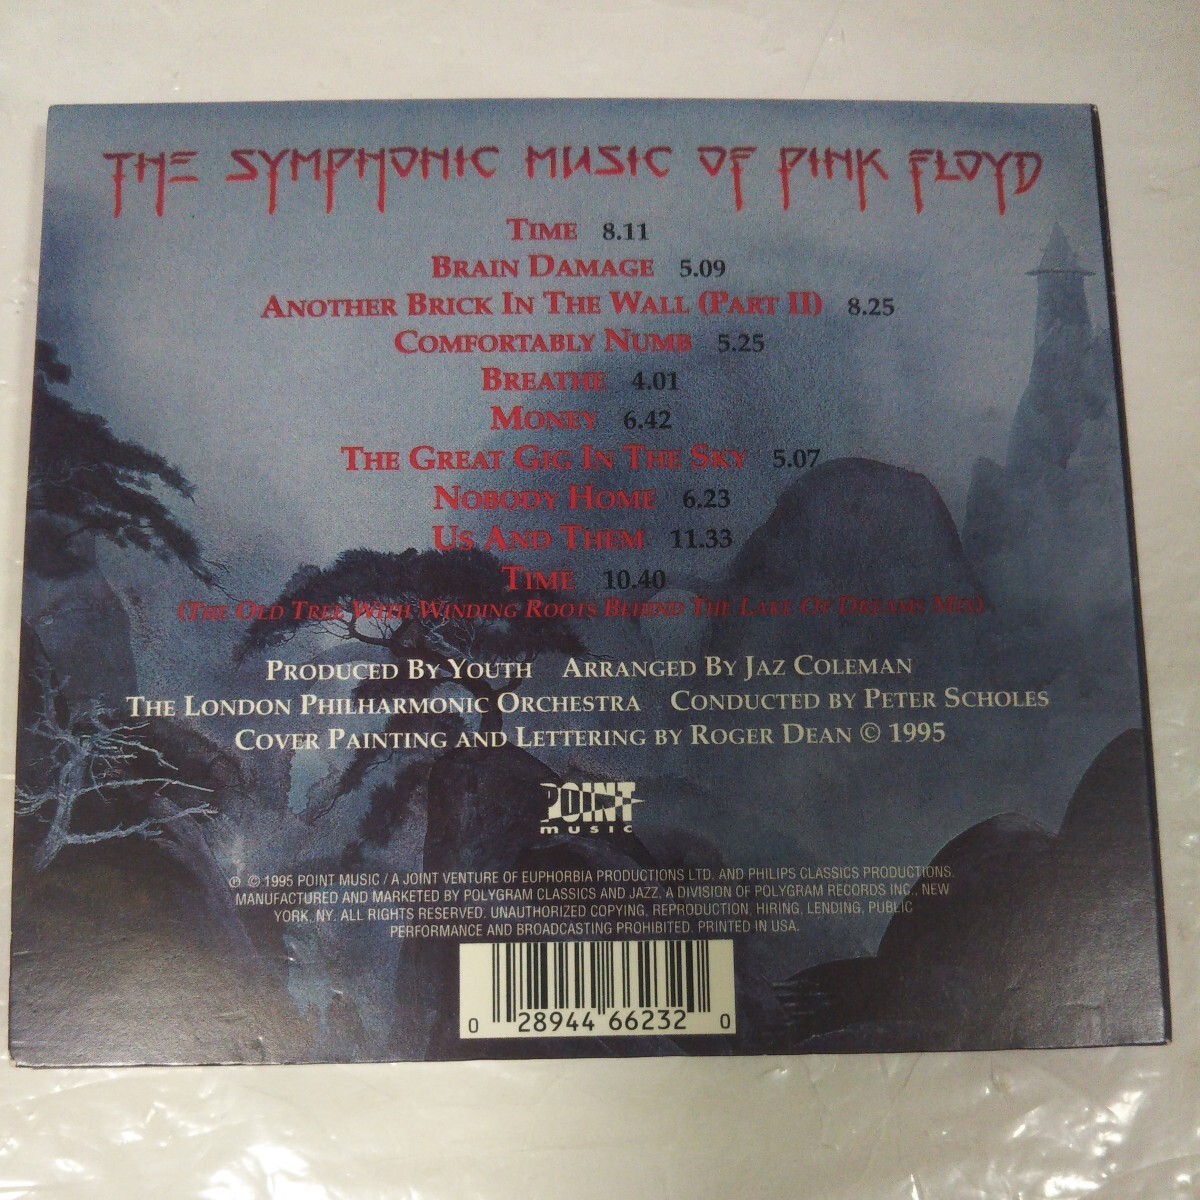 THE SYMPHONIC MUSIC OF PINK FLOYD
TIME 8.11
BRAIN DAMAGE 5.09
ANOTHER BRICK IN THE WALL (PART II) 8.25
COMFORTABLY NUMB 5.25
BREATHE 4.01
MONEY 6.42
THE GREAT GIG IN THE SKY 5.07
NOBODY HOME 6.23
US AND THEM 11.33
TIME 10.40
(THE OLD TREE WITH WINDING ROOTS BEHIND THE LAKE OF DREAMS MIX)
PRODUCED BY YOUTH ARRANGED BY JAZ COLEMAN
THE LONDON PHILHARMONIC ORCHESTRA CONDUCTED BY PETER SCHOLES
COVER PAINTING AND LETTERING BY ROGER DEAN © 1995
POINT
music
℗ © 1995 POINT MUSIC / A JOINT VENTURE OF EUPHORBIA PRODUCTIONS LTD. AND PHILIPS CLASSICS PRODUCTIONS.
MANUFACTURED AND MARKETED BY POLYGRAM CLASSICS AND JAZZ, A DIVISION OF POLYGRAM RECORDS INC., NEW
YORK, NY. ALL RIGHTS RESERVED. UNAUTHORIZED COPYING, REPRODUCTION, HIRING, LENDING, PUBLIC
PERFORMANCE AND BROADCASTING PROHIBITED. PRINTED IN USA.
0 28944 66232 0